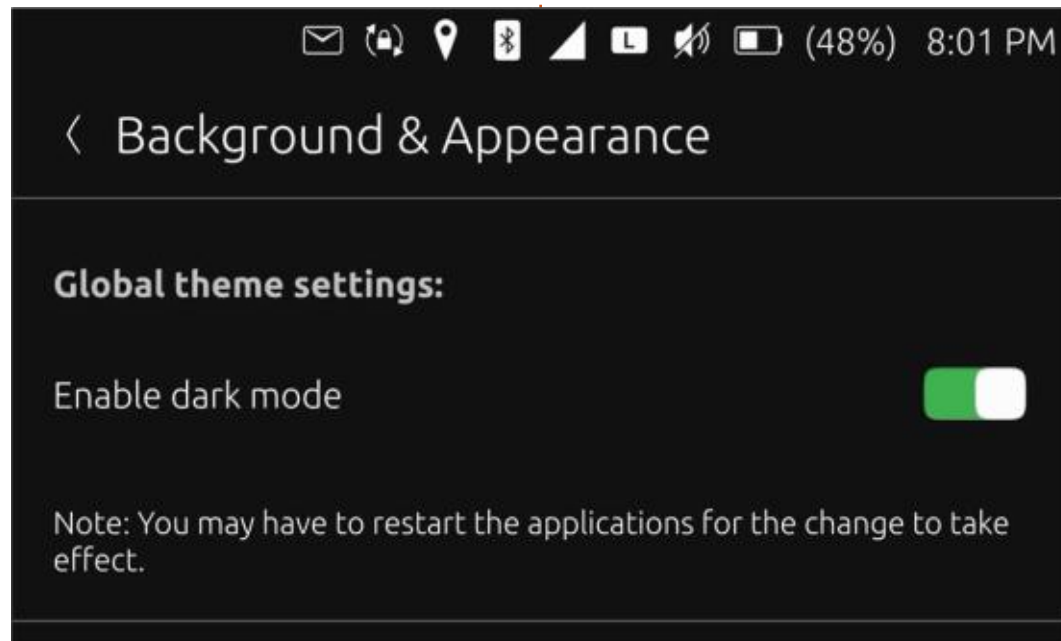 L (48%) 8:01 PM
Background & Appearance
Global theme settings:
Enable dark mode
Note: You may have to restart the applications for the change to take
effect.